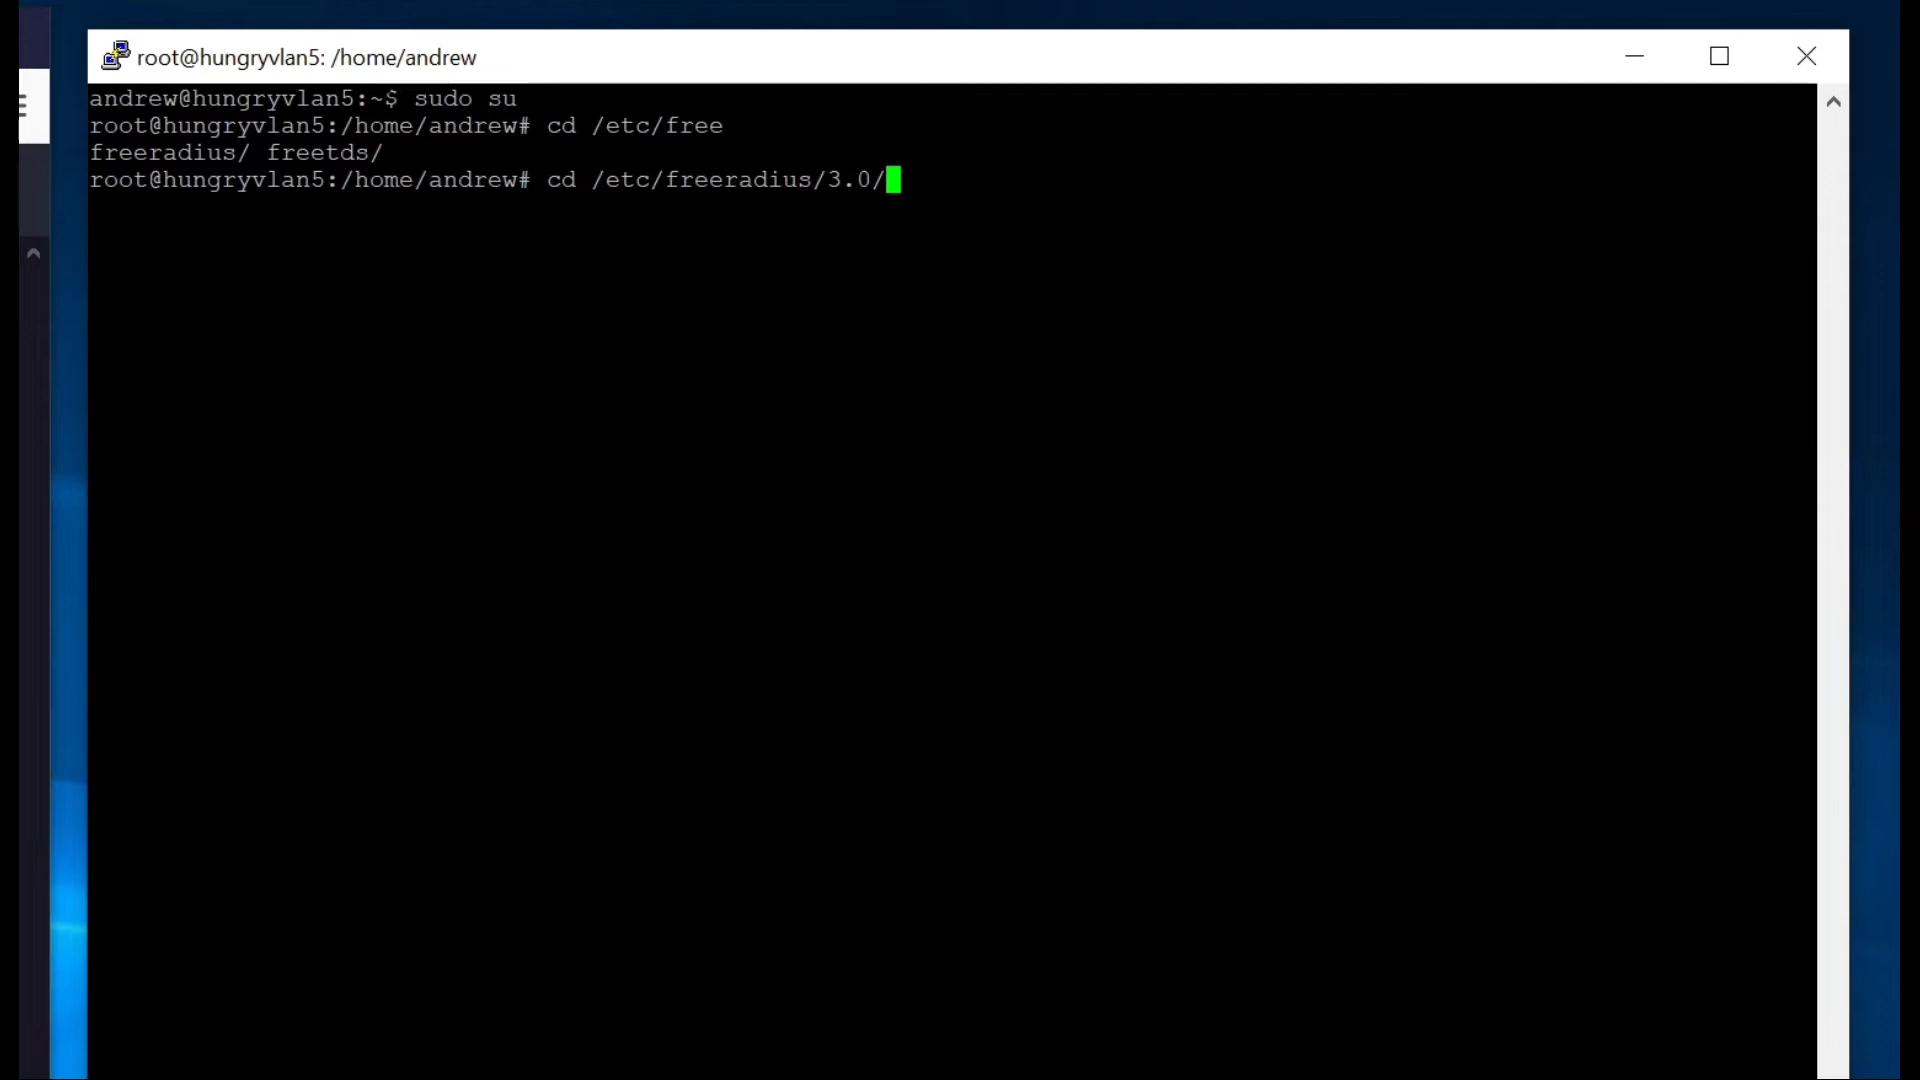 root@hungryvlan5: /home/andrew
andrew@hungryvlan5:~$ sudo su
root@hungryvlan5:/home/andrew# cd /etc/free
freeradius/ freetds/
root@hungryvlan5:/home/andrew# cd /etc/freeradius/3.0/